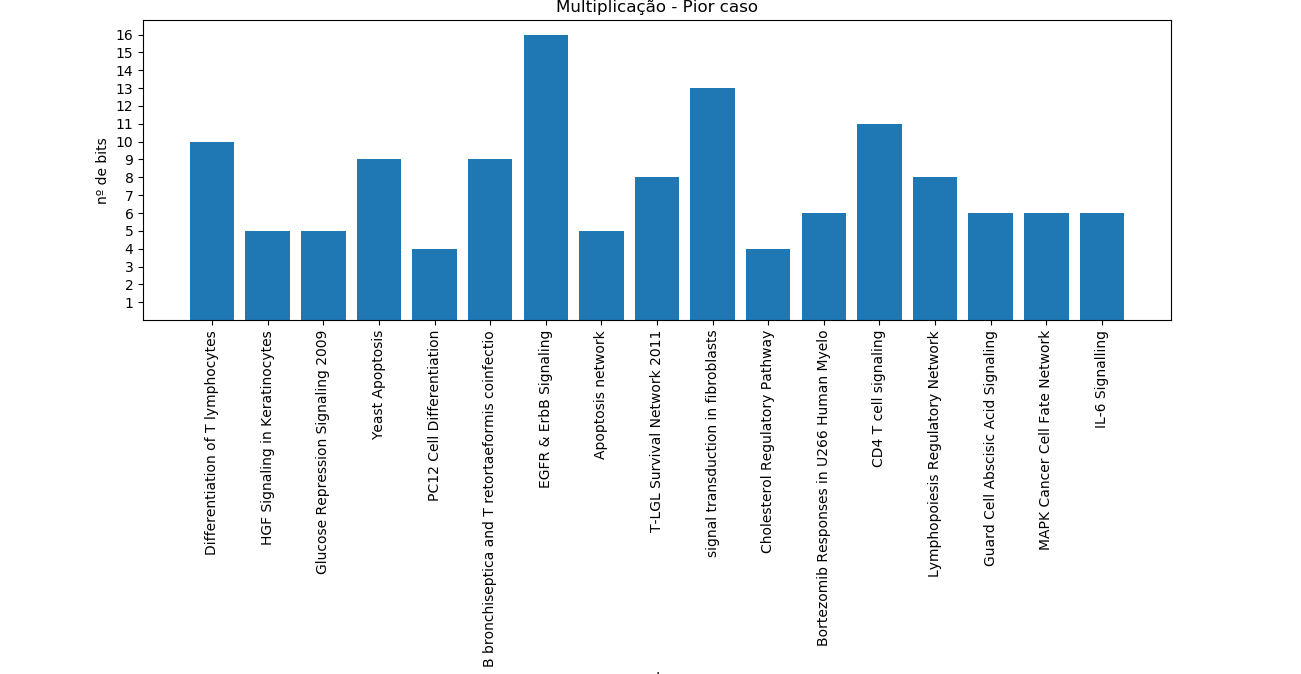 Multiplicação - Pior caso
nº de bits
16
15
14
13
12
11
10
9
8
7
6
5
4
3
2
1
Differentiation of T lymphocytes
HGF Signaling in Keratinocytes
Glucose Repression Signaling 2009
Yeast Apoptosis
PC12 Cell Differentiation
B bronchiseptica and T retortaeformis coinfectio
EGFR & ErbB Signaling
Apoptosis network
T-LGL Survival Network 2011
signal transduction in fibroblasts
Cholesterol Regulatory Pathway
Bortezomib Responses in U266 Human Myelo
CD4 T cell signaling
Lymphopoiesis Regulatory Network
Guard Cell Abscisic Acid Signaling
MAPK Cancer Cell Fate Network
IL-6 Signalling